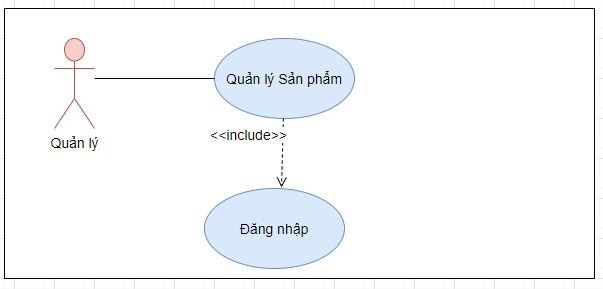 Quản lý Sản phẩm
<<include>>
Quản lý
Đăng nhập